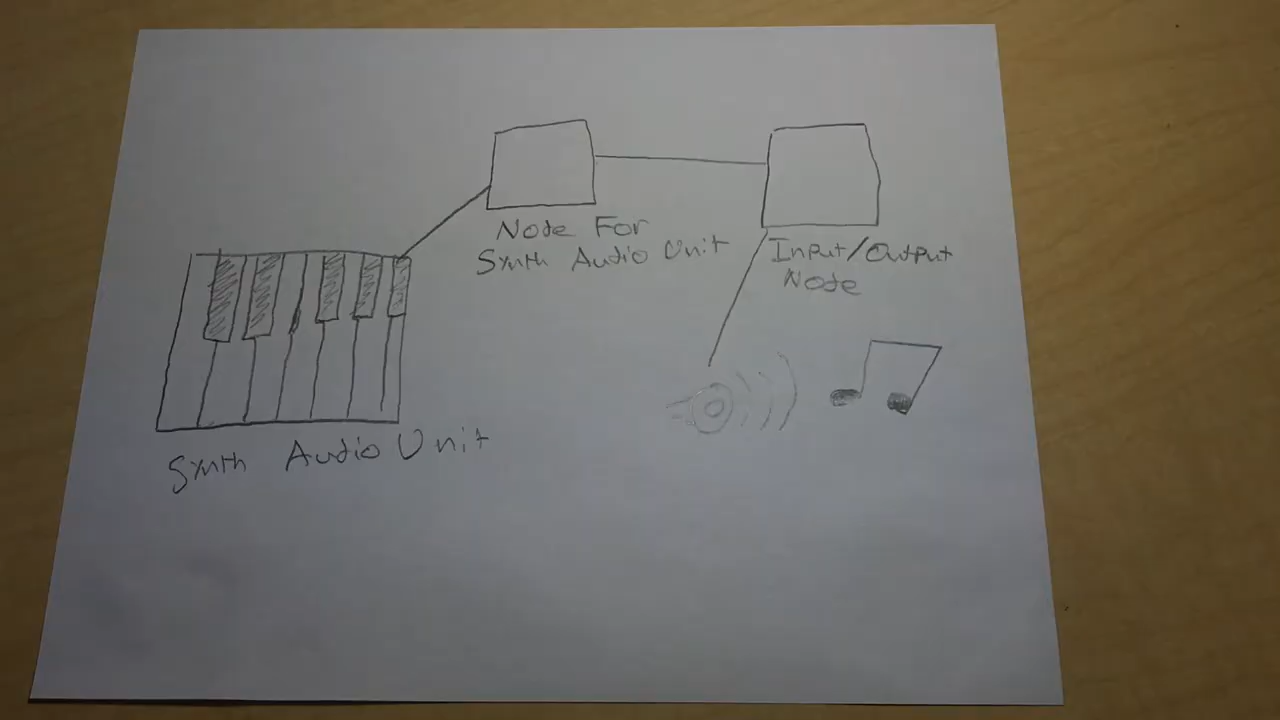 Node For
Synth Audio Unit
Input/Output
Node
Synth Audio Unit